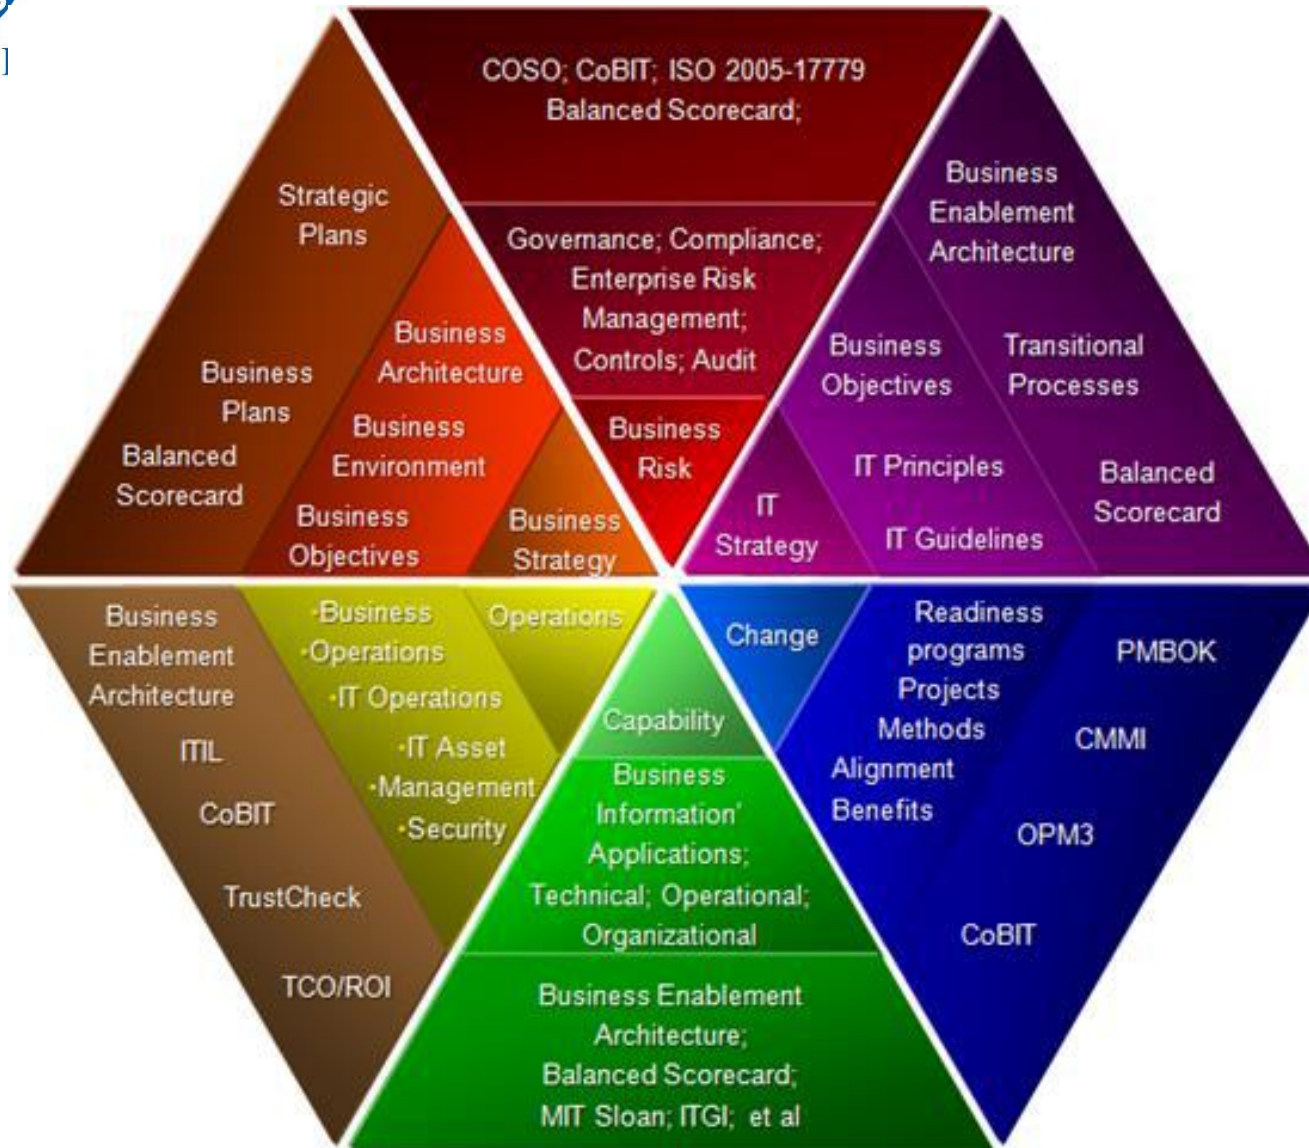 ]
COSO; CoBIT; ISO 2005-17779
Balanced Scorecard;
Governance; Compliance;
Enterprise Risk
Management;
Controls; Audit
Business
Risk
Strategic
Plans
Business
Plans
Balanced
Scorecard
Business
Architecture
Business
Environment
Business
Objectives
Business
Strategy
Business
Enablement
Architecture
Transitional
Processes
Balanced
Scorecard
Business
Objectives
IT Principles
IT Guidelines
IT
Strategy
Business
Enablement
Architecture
ITIL
CoBIT
TrustCheck
TCO/ROI
•Business
•Operations
•IT Operations
•IT Asset
•Management
•Security
Operations
Capability
Business
Information'
Applications;
Technical; Operational;
Organizational
Business Enablement
Architecture;
Balanced Scorecard;
MIT Sloan; ITGI; et al
Change
Readiness
programs
Projects
Methods
Alignment
Benefits
PMBOK
CMMI
OPM3
CoBIT